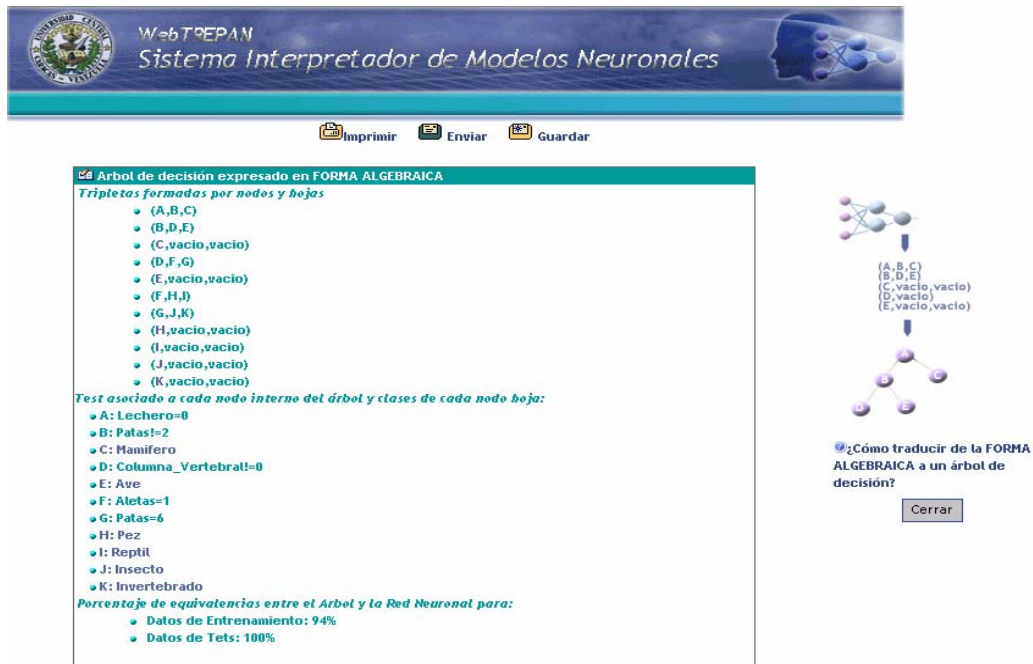 WebTREPAN
Sistema Interpretador de Modelos Neuronales
Imprimir Enviar Guardar
Arbol de decisión expresado en FORMA ALGEBRAICA
Tripletas formadas por nodos y hojas
(A,B,C)
(B,D,E)
(C,vacio,vacio)
(D,F,G)
(E,vacio,vacio)
(F,H,I)
(G,J,K)
(H,vacio,vacio)
(I,vacio,vacio)
(J,vacio,vacio)
(K,vacio,vacio)
Test asociado a cada nodo interno del árbol y clases de cada nodo hoja:
A: Lechero=0
B: Patas!=2
C: Mamifero
D: Columna_Vertebral!=0
E: Ave
F: Aletas=1
G: Patas=6
H: Pez
I: Reptil
J: Insecto
K: Invertebrado
Porcentaje de equivalencias entre el Arbol y la Red Neuronal para:
Datos de Entrenamiento: 94%
Datos de Tets: 100%
(A,B,C)
(B,D,E)
(C,vacio,vacio)
(D,vacio)
(E,vacio,vacio)
A
B
C
D
E
¿Cómo traducir de la FORMA
ALGEBRAICA a un árbol de
decisión?
Cerrar